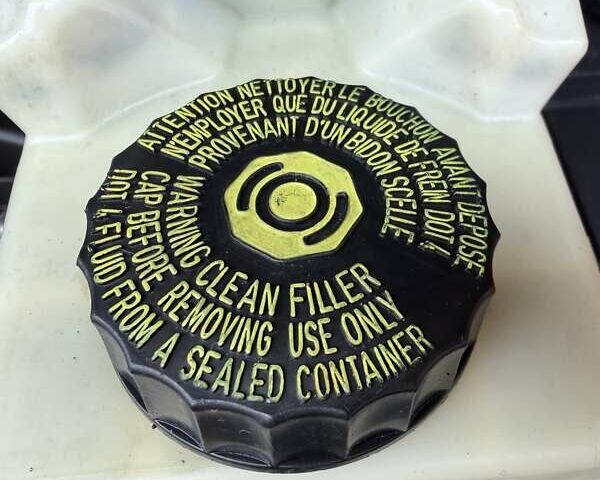 ATTENTION NETTOYER LE BOUCHON AVANT DEPOSE
N'EMPLOYER QUE DU LIQUIDE DE FREIN DOT 4
PROVENANT D'UN BIDON SCELLE
WARNING CLEAN FILLER
CAP BEFORE REMOVING USE ONLY
DOT 4 FLUID FROM A SEALED CONTAINER